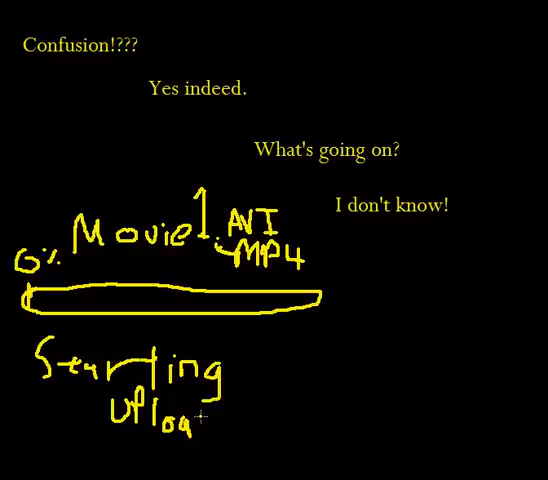 Confusion!???
Yes indeed.
What's going on?
I don't know!
Movie1.AVI
MP4
0%
Starting
Uploa